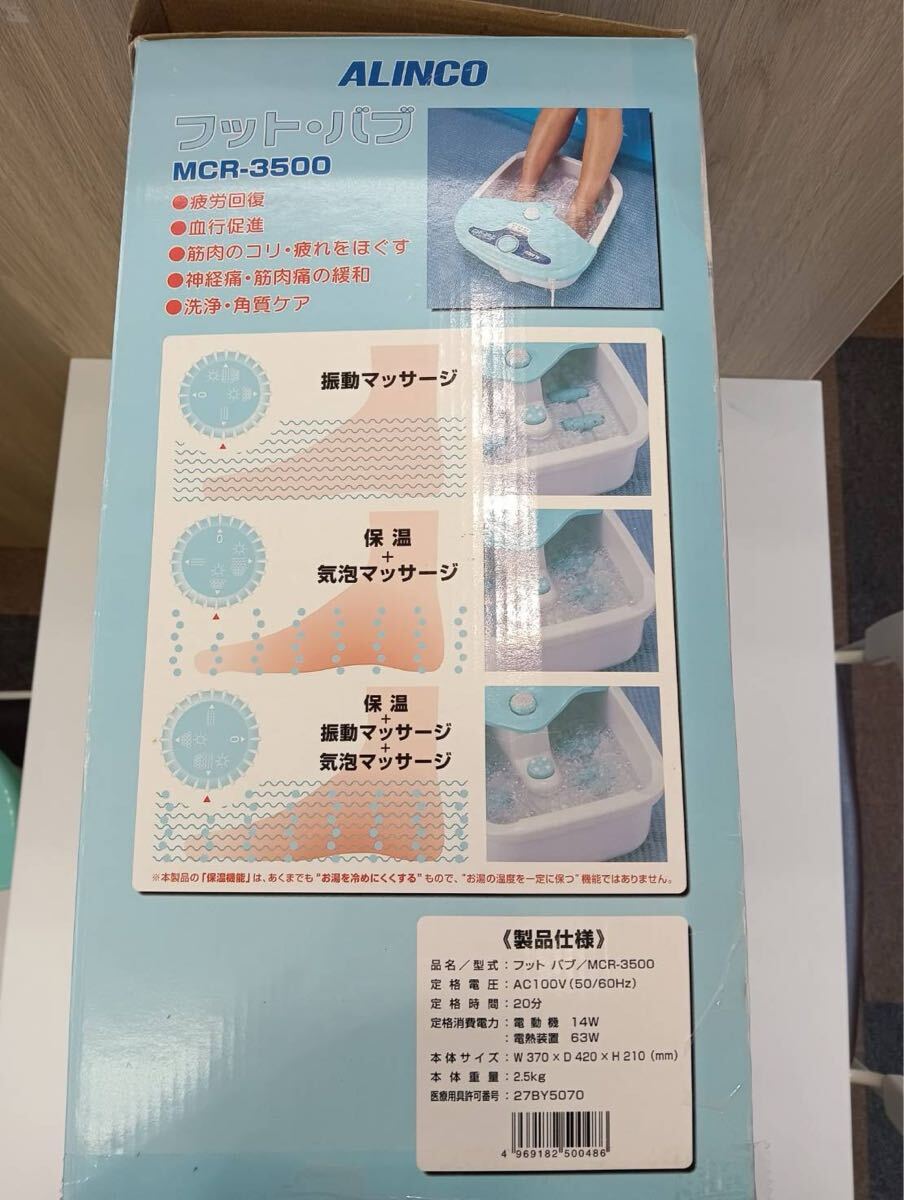 ALINCO
フット・バブ
MCR-3500
●疲労回復
●血行促進
●筋肉のコリ・疲れをほぐす
●神経痛・筋肉痛の緩和
●洗浄・角質ケア
振動マッサージ
保温
+
気泡マッサージ
保温
+
振動マッサージ
+
気泡マッサージ
※本製品の「保温機能」は、あくまでも"お湯を冷めにくくする"もので、"お湯の温度を一定に保つ"機能ではありません。
《製品仕様》
品名/型式:フット バブ/MCR-3500
定格電圧:AC100V(50/60Hz)
定格時間:20分
定格消費電力:電動機 14W
:電熱装置 63W
本体サイズ:W 370×D 420×H 210(mm)
本体重量:2.5kg
医療用具許可番号:27BY5070
4 969182 500486